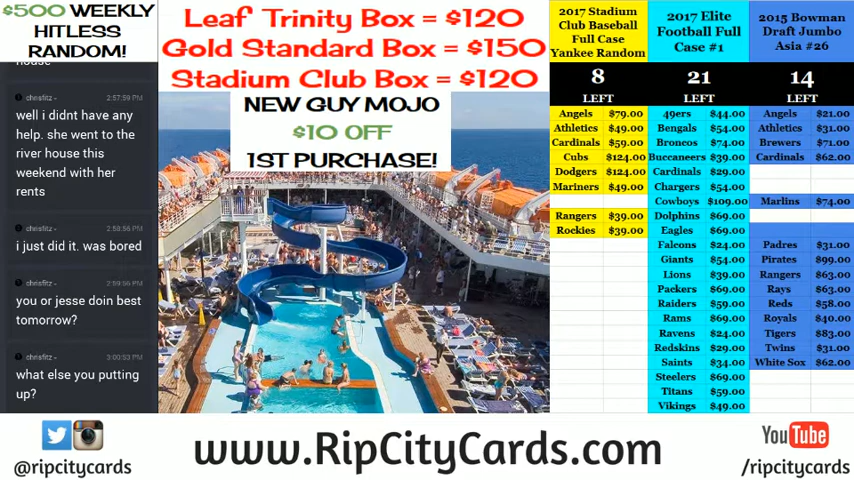 $500 WEEKLY
HITLESS
RANDOM!
house
chrisfitz - 2:57:59 PM
well i didnt have any
help. she went to the
river house this
weekend with her
rents
chrisfitz - 2:58:56 PM
i just did it. was bored
chrisfitz - 2:59:56 PM
you or jesse doin best
tomorrow?
chrisfitz - 3:00:53 PM
what else you putting
up?
Leaf Trinity Box = $120
Gold Standard Box = $150
Stadium Club Box = $120
NEW GUY MOJO
$10 OFF
1ST PURCHASE!
2017 Stadium
Club Baseball
Full Case
Yankee Random
8
LEFT
Angels $79.00
Athletics $49.00
Cardinals $59.00
Cubs $124.00
Dodgers $124.00
Mariners $49.00
Rangers $39.00
Rockies $39.00
2017 Elite
Football Full
Case #1
21
LEFT
49ers $44.00
Bengals $54.00
Broncos $74.00
Buccaneers $39.00
Cardinals $29.00
Chargers $54.00
Cowboys $109.00
Dolphins $69.00
Eagles $69.00
Falcons $24.00
Giants $54.00
Lions $39.00
Packers $69.00
Raiders $59.00
Rams $69.00
Ravens $24.00
Redskins $29.00
Saints $34.00
Steelers $69.00
Titans $59.00
Vikings $49.00
2015 Bowman
Draft Jumbo
Asia #26
14
LEFT
Angels $21.00
Athletics $31.00
Brewers $71.00
Cardinals $62.00
Marlins $74.00
Padres $31.00
Pirates $99.00
Rangers $63.00
Rays $63.00
Reds $58.00
Royals $40.00
Tigers $83.00
Twins $31.00
White Sox $62.00
@ripcitycards
www.RipCityCards.com
YouTube
/ripcitycards